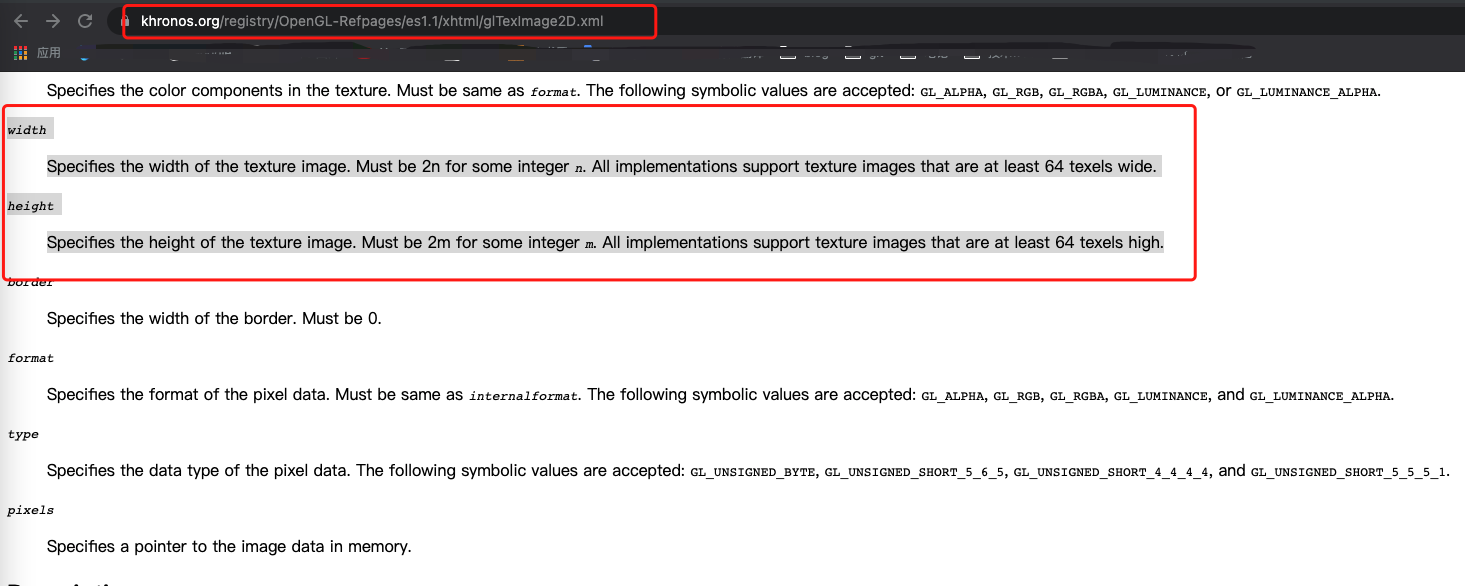 khronos.org/registry/OpenGL-Refpages/es1.1/xhtml/glTexImage2D.xml
应用
Specifies the color components in the texture. Must be same as format. The following symbolic values are accepted: GL_ALPHA, GL_RGB, GL_RGBA, GL_LUMINANCE, or GL_LUMINANCE_ALPHA.
width
Specifies the width of the texture image. Must be 2n for some integer n. All implementations support texture images that are at least 64 texels wide.
height
Specifies the height of the texture image. Must be 2m for some integer m. All implementations support texture images that are at least 64 texels high.
border
Specifies the width of the border. Must be 0.
format
Specifies the format of the pixel data. Must be same as internalformat. The following symbolic values are accepted: GL_ALPHA, GL_RGB, GL_RGBA, GL_LUMINANCE, and GL_LUMINANCE_ALPHA.
type
Specifies the data type of the pixel data. The following symbolic values are accepted: GL_UNSIGNED_BYTE, GL_UNSIGNED_SHORT_5_6_5, GL_UNSIGNED_SHORT_4_4_4_4, and GL_UNSIGNED_SHORT_5_5_5_1.
pixels
Specifies a pointer to the image data in memory.